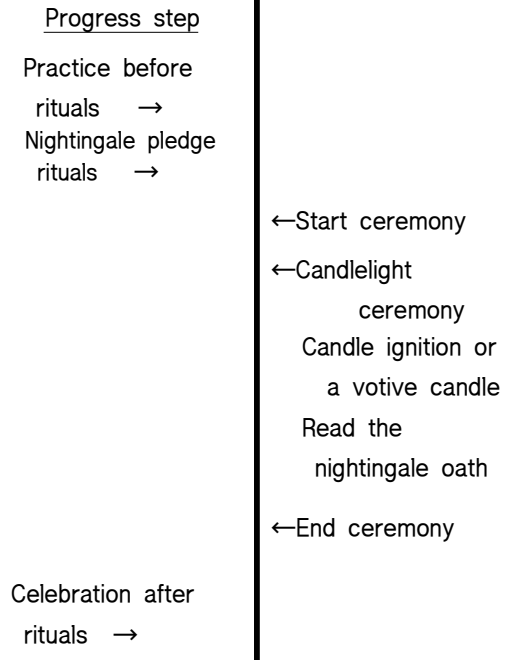 Progress step
Practice before
rituals →
Nightingale pledge
rituals →
←Start ceremony
←Candlelight
ceremony
Candle ignition or
a votive candle
Read the
nightingale oath
←End ceremony
Celebration after
rituals →